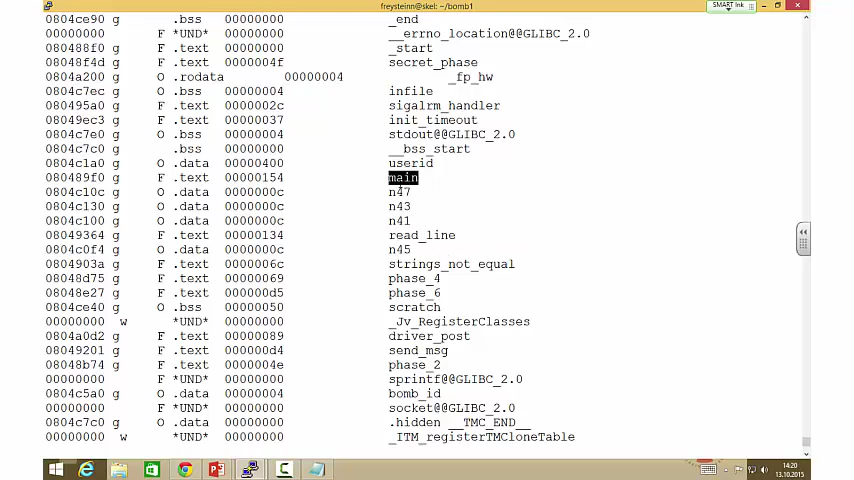 freysteinn@skel: ~/bomb1
SMART Ink
0804ce90 g .bss 00000000 _end
00000000 F *UND* 00000000 __errno_location@@GLIBC_2.0
080488f0 g F .text 00000000 _start
08048f4d g F .text 0000004f secret_phase
0804a200 g O .rodata 00000004 _fp_hw
0804c7ec g O .bss 00000004 infile
080495a0 g F .text 0000002c sigalrm_handler
08049ec3 g F .text 00000037 init_timeout
0804c7e0 g O .bss 00000004 stdout@@GLIBC_2.0
0804c7c0 g .bss 00000000 __bss_start
0804c1a0 g O .data 00000400 userid
080489f0 g F .text 00000154 main
0804c10c g O .data 0000000c n47
0804c130 g O .data 0000000c n43
0804c100 g O .data 0000000c n41
08049364 g F .text 00000134 read_line
0804c0f4 g O .data 0000000c n45
0804903a g F .text 0000006c strings_not_equal
08048d75 g F .text 00000069 phase_4
08048e27 g F .text 000000d5 phase_6
0804ce40 g O .bss 00000050 scratch
00000000 w *UND* 00000000 _Jv_RegisterClasses
0804a0d2 g F .text 00000089 driver_post
08049201 g F .text 000000d4 send_msg
08048b74 g F .text 0000004e phase_2
00000000 F *UND* 00000000 sprintf@@GLIBC_2.0
0804c5a0 g O .data 00000004 bomb_id
00000000 F *UND* 00000000 socket@@GLIBC_2.0
0804c7c0 g O .data 00000000 .hidden __TMC_END__
00000000 w *UND* 00000000 _ITM_registerTMCloneTable
14:20
13.10.2015